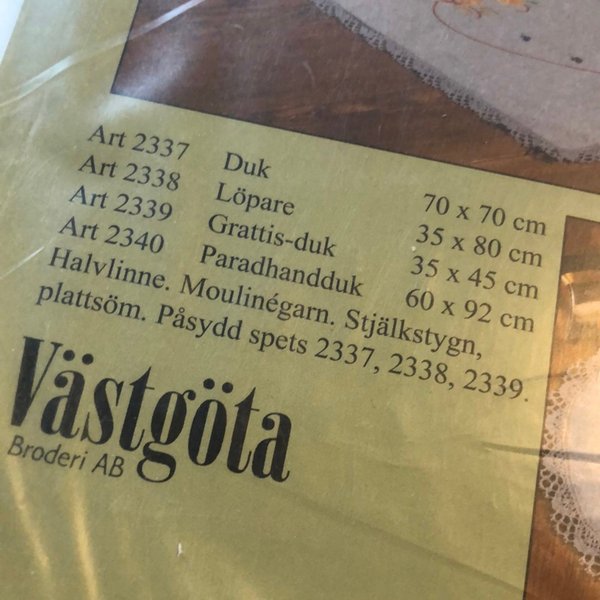 Art 2337 Duk 70 x 70 cm
Art 2338 Löpare 35 x 80 cm
Art 2339 Grattis-duk 35 x 45 cm
Art 2340 Paradhandduk 60 x 92 cm
Halvlinne. Moulinégarn. Stjälkstygn,
plattsöm. Påsydd spets 2337, 2338, 2339.
Västgöta
Broderi AB